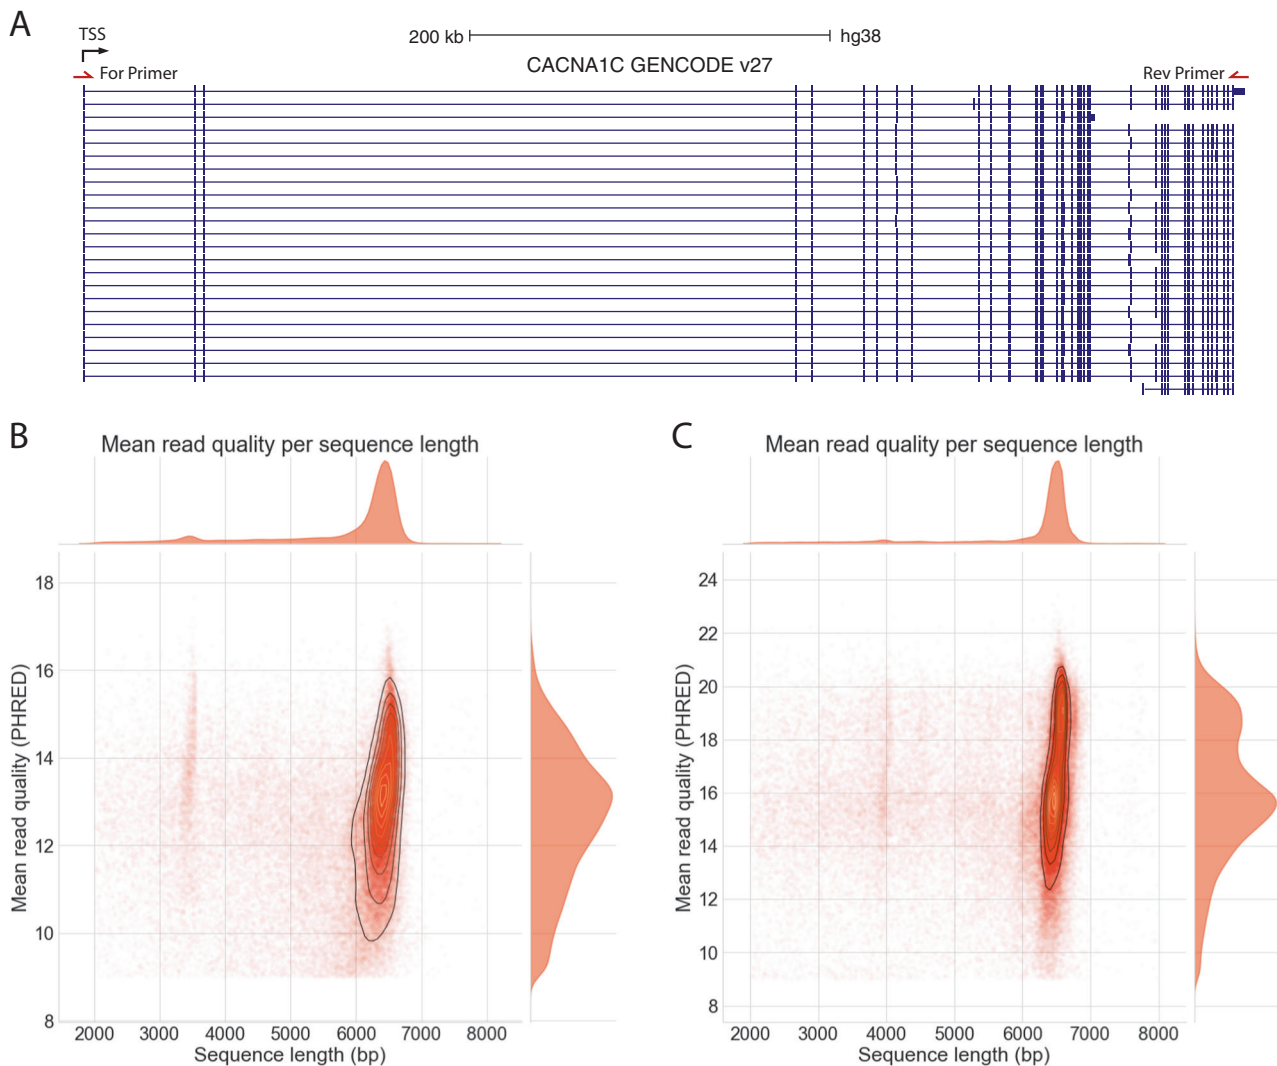 A
TSS
200 kb
hg38
For Primer
CACNA1C GENCODE v27
Rev Primer
B
Mean read quality per sequence length
18
16
14
12
10
8
Mean read quality (PHRED)
2000 3000 4000 5000 6000 7000 8000
Sequence length (bp)
C
Mean read quality per sequence length
24
22
20
18
16
14
12
10
8
Mean read quality (PHRED)
2000 3000 4000 5000 6000 7000 8000
Sequence length (bp)